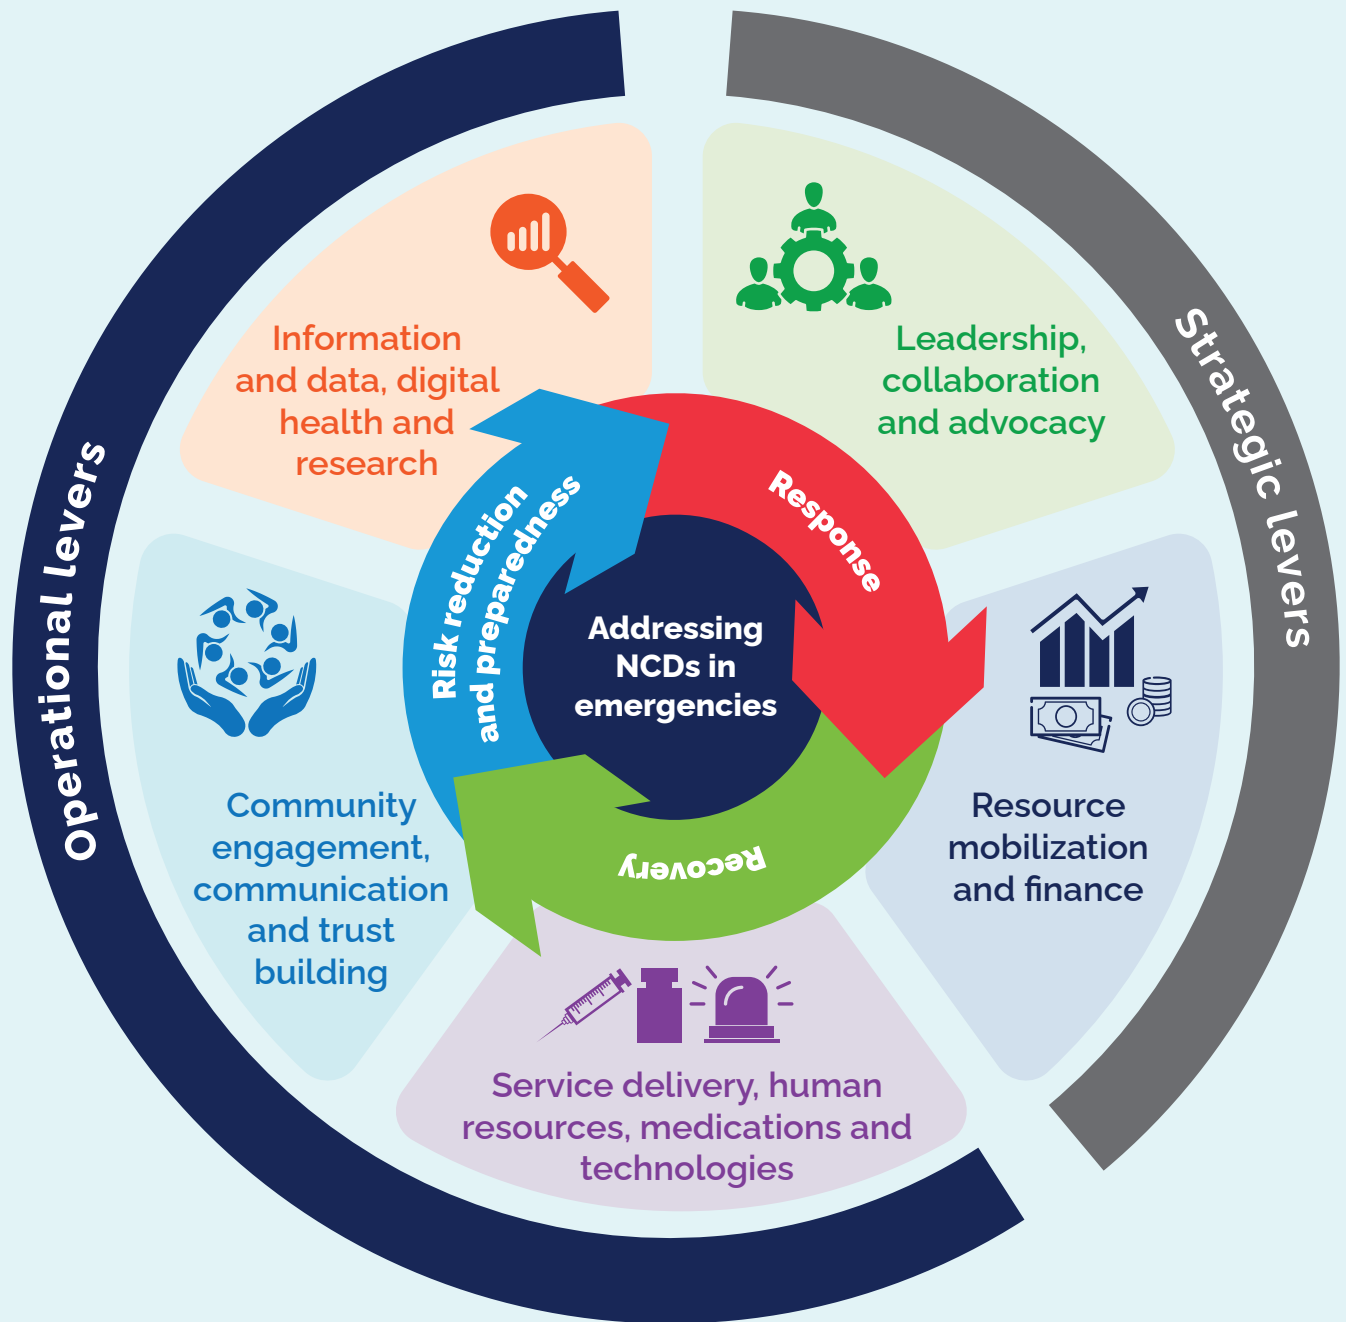 Operational levers
Strategic levers
Information
and data, digital
health and
research
Leadership,
collaboration
and advocacy
Risk reduction
and preparedness
Response
Recovery
Addressing
NCDs in
emergencies
Community
engagement,
communication
and trust
building
Resource
mobilization
and finance
Service delivery, human
resources, medications and
technologies